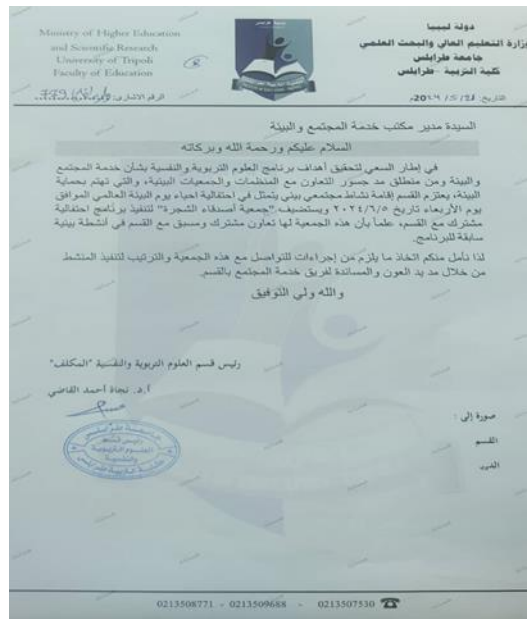 دولة ليبيا
وزارة التعليم العالي والبحث العلمي
جامعة طرابلس
كلية التربية - طرابلس
Ministry of Higher Education
and Scientific Research
University of Tripoli
Faculty of Education
التاريخ:
الرقم الاشاري:
السيدة مدير مكتب خدمة المجتمع والبيئة
السلام عليكم ورحمة الله وبركاته
في إطار السعي لتحقيق أهداف برنامج العلوم التربوية والنفسية بشأن خدمة المجتمع
والبيئة ومن منطلق مد جسور التعاون مع المنظمات والجمعيات البيئية، والتي تهتم بحماية
البيئة، يعتزم القسم إقامة نشاط مجتمعي بيئي يتمثل في احتفالية احياء يوم البيئة العالمي الموافق
يوم الأربعاء تاريخ ٢٠٢٤/٦/٥ ويستضيف "جمعية أصدقاء الشجرة" لتنفيذ برنامج احتفالية
مشترك مع القسم، علماً بأن هذه الجمعية لها تعاون مشترك ومسبق مع القسم في أنشطة بيئية
سابقة للبرنامج.
لذا نأمل منكم اتخاذ ما يلزم من إجراءات للتواصل مع هذه الجمعية والترتيب لتنفيذ المنشط
من خلال مد يد العون والمساندة لفريق خدمة المجتمع بالقسم.
والله ولي التوفيق
رئيس قسم العلوم التربوية والنفسية "المكلف"
أ.د. نجاة أحمد القاضي
صورة إلى :
القسم
0213508771 - 0213509688 - 0213507530